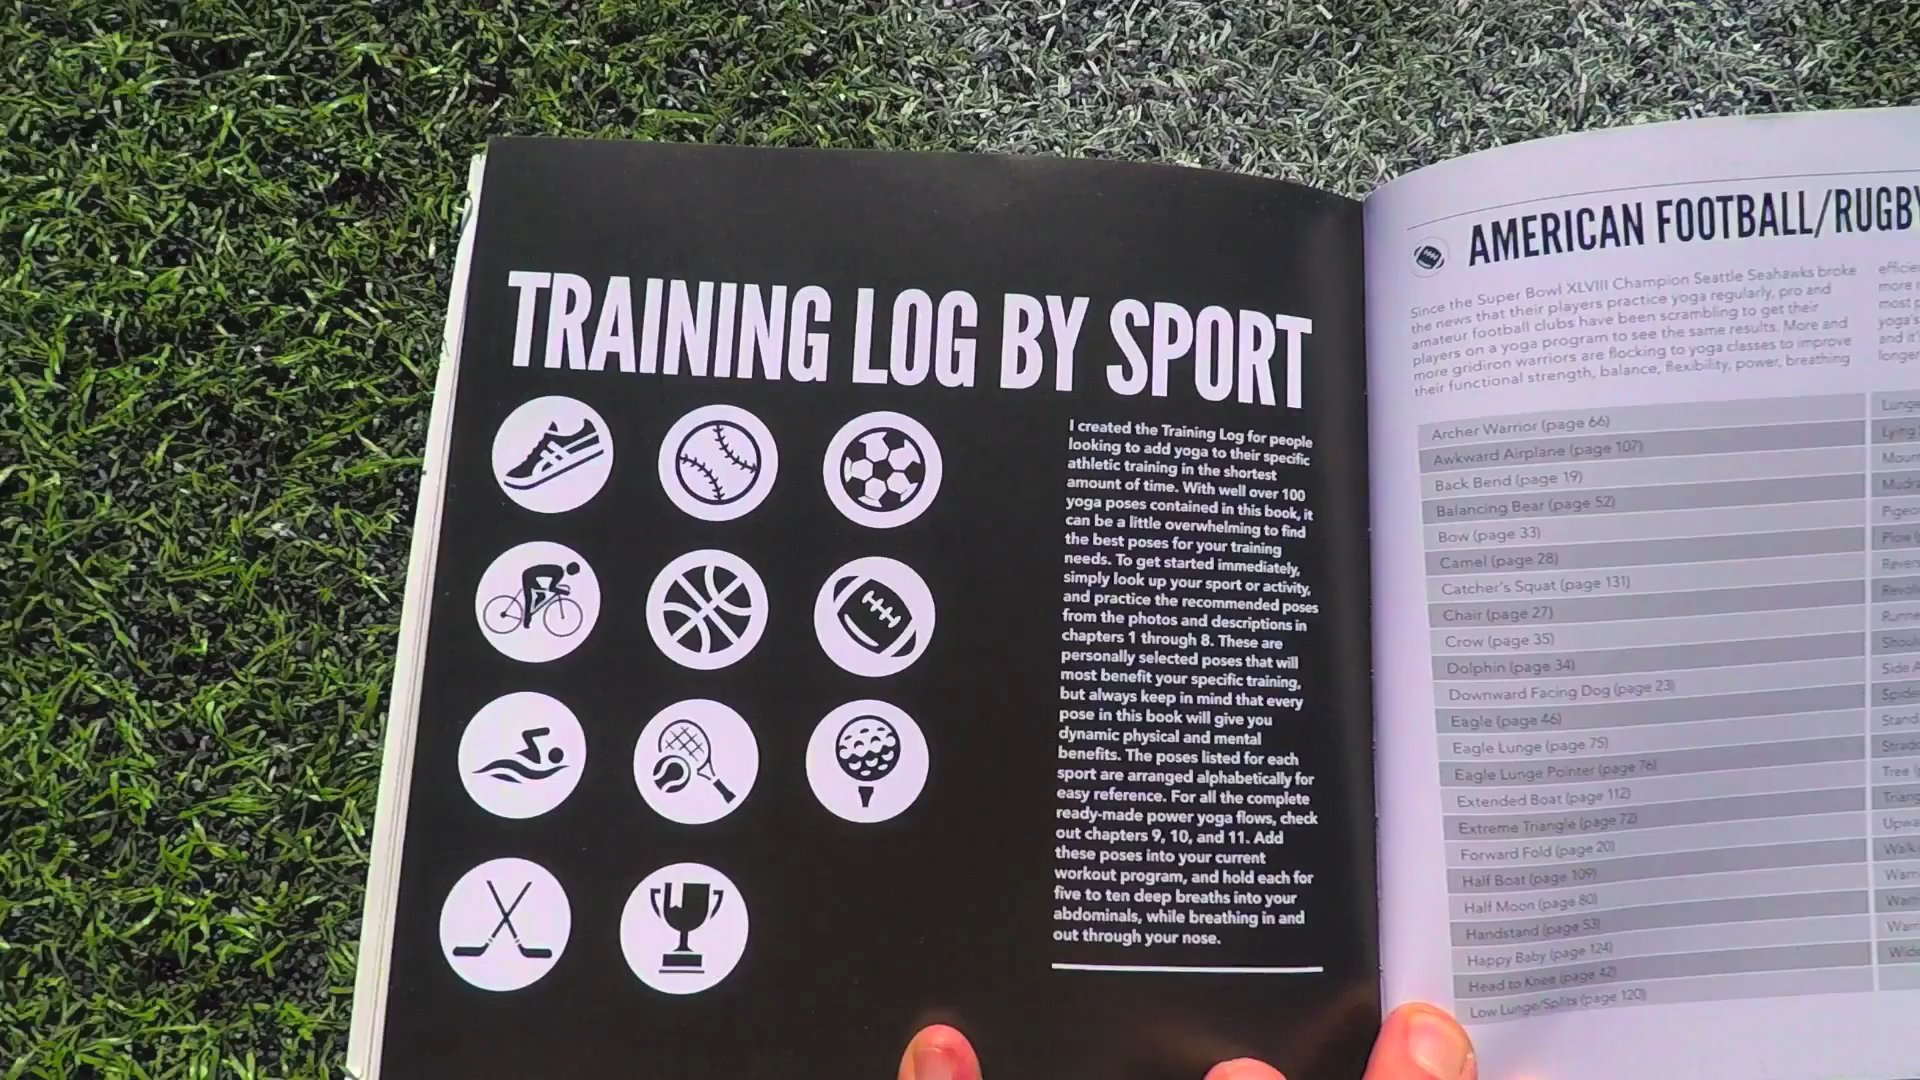 TRAINING LOG BY SPORT
I created the Training Log for people
looking to add yoga to their specific
athletic training in the shortest
amount of time. With well over 100
yoga poses contained in this book, it
can be a little overwhelming to find
the best poses for your training
needs. To get started immediately,
simply look up your sport or activity,
and practice the recommended poses
from the photos and descriptions in
chapters 1 through 8. These are
personally selected poses that will
most benefit your specific training,
but always keep in mind that every
pose in this book will give you
dynamic physical and mental
benefits. The poses listed for each
sport are arranged alphabetically for
easy reference. For all the complete
ready-made power yoga flows, check
out chapters 9, 10, and 11. Add
these poses into your current
workout program, and hold each for
five to ten deep breaths into your
abdominals, while breathing in and
out through your nose.
AMERICAN FOOTBALL/RUGBY
Since the Super Bowl XLVIII Champion Seattle Seahawks broke
the news that their players practice yoga regularly, pro and
amateur football clubs have been scrambling to get their
players on a yoga program to see the same results. More and
more gridiron warriors are flocking to yoga classes to improve
their functional strength, balance, flexibility, power, breathing
more
most
yoga's
and it
longer
Archer Warrior (page 66)
Awkward Airplane (page 107)
Back Bend (page 19)
Balancing Bear (page 52)
Bow (page 33)
Camel (page 28)
Catcher's Squat (page 131)
Chair (page 27)
Crow (page 35)
Dolphin (page 34)
Downward Facing Dog (page 23)
Eagle (page 46)
Eagle Lunge (page 75)
Eagle Lunge Pointer (page 76)
Extended Boat (page 112)
Extreme Triangle (page 72)
Forward Fold (page 20)
Half Boat (page 109)
Half Moon (page 80)
Handstand (page 53)
Happy Baby (page 124)
Head to Knee (page 42)
Low Lunge/Splits (page 120)
Lunge
Lying
Plow
Side
Tree